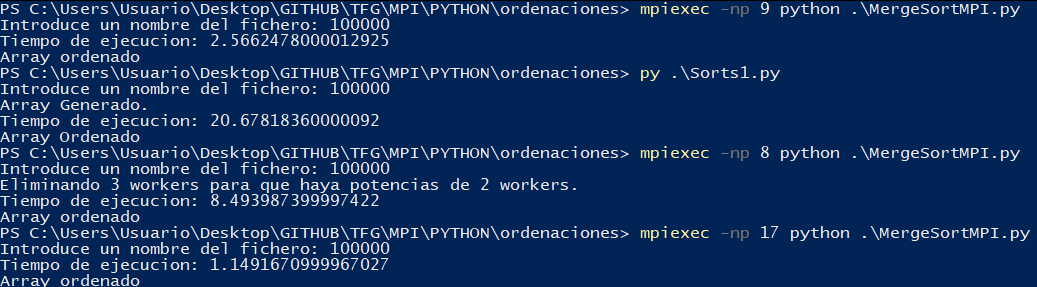 PS C:\Users\Usuario\Desktop\GITHUB\TFG\MPI\PYTHON\ordenaciones> mpiexec -np 9 python .\MergeSortMPI.py
Introduce un nombre del fichero: 100000
Tiempo de ejecucion: 2.5662478000012925
Array ordenado
PS C:\Users\Usuario\Desktop\GITHUB\TFG\MPI\PYTHON\ordenaciones> py .\Sorts1.py
Introduce un nombre del fichero: 100000
Array Generado.
Tiempo de ejecucion: 20.67818360000092
Array Ordenado
PS C:\Users\Usuario\Desktop\GITHUB\TFG\MPI\PYTHON\ordenaciones> mpiexec -np 8 python .\MergeSortMPI.py
Introduce un nombre del fichero: 100000
Eliminando 3 workers para que haya potencias de 2 workers.
Tiempo de ejecucion: 8.493987399997422
Array ordenado
PS C:\Users\Usuario\Desktop\GITHUB\TFG\MPI\PYTHON\ordenaciones> mpiexec -np 17 python .\MergeSortMPI.py
Introduce un nombre del fichero: 100000
Tiempo de ejecucion: 1.1491670999967027
Array ordenado